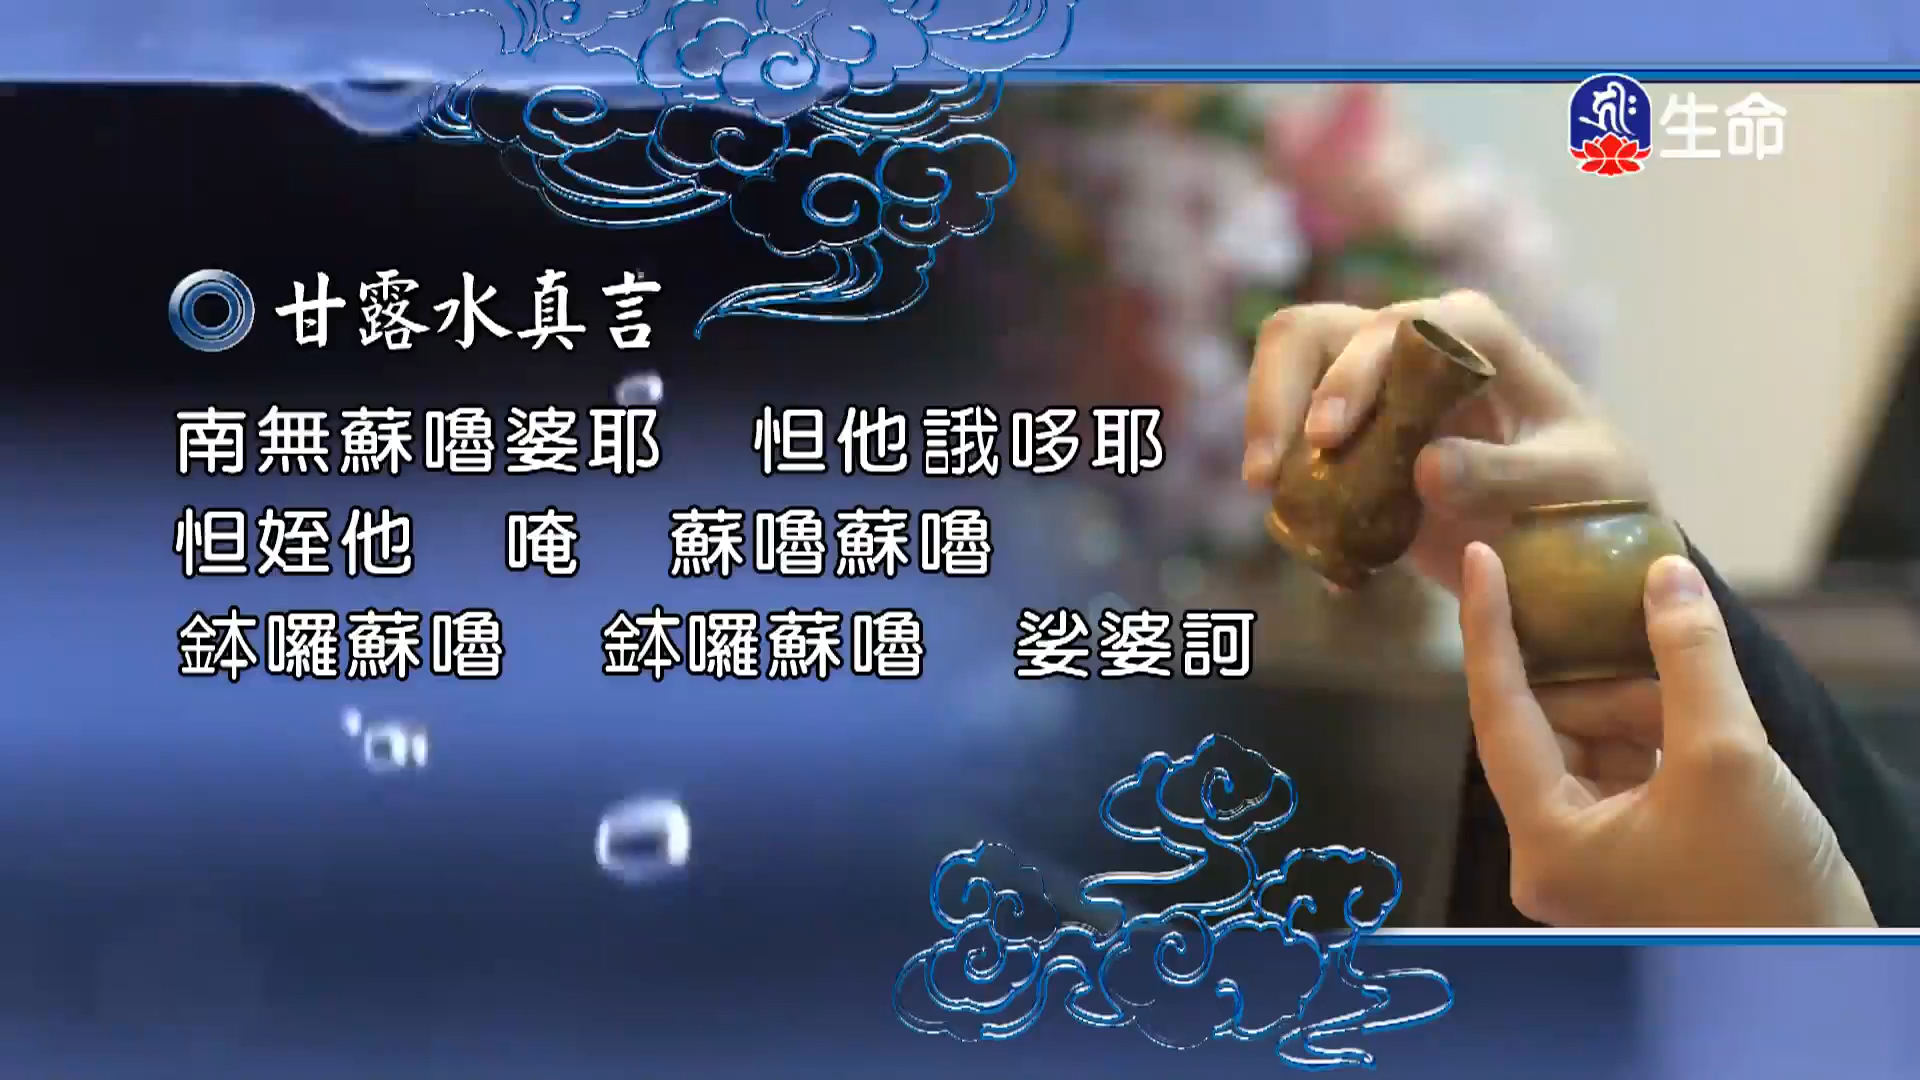 生命
甘露水真言
南無蘇嚕婆耶　怛他誐哆耶
怛姪他　唵　蘇嚕蘇嚕
鉢囉蘇嚕　鉢囉蘇嚕　娑婆訶